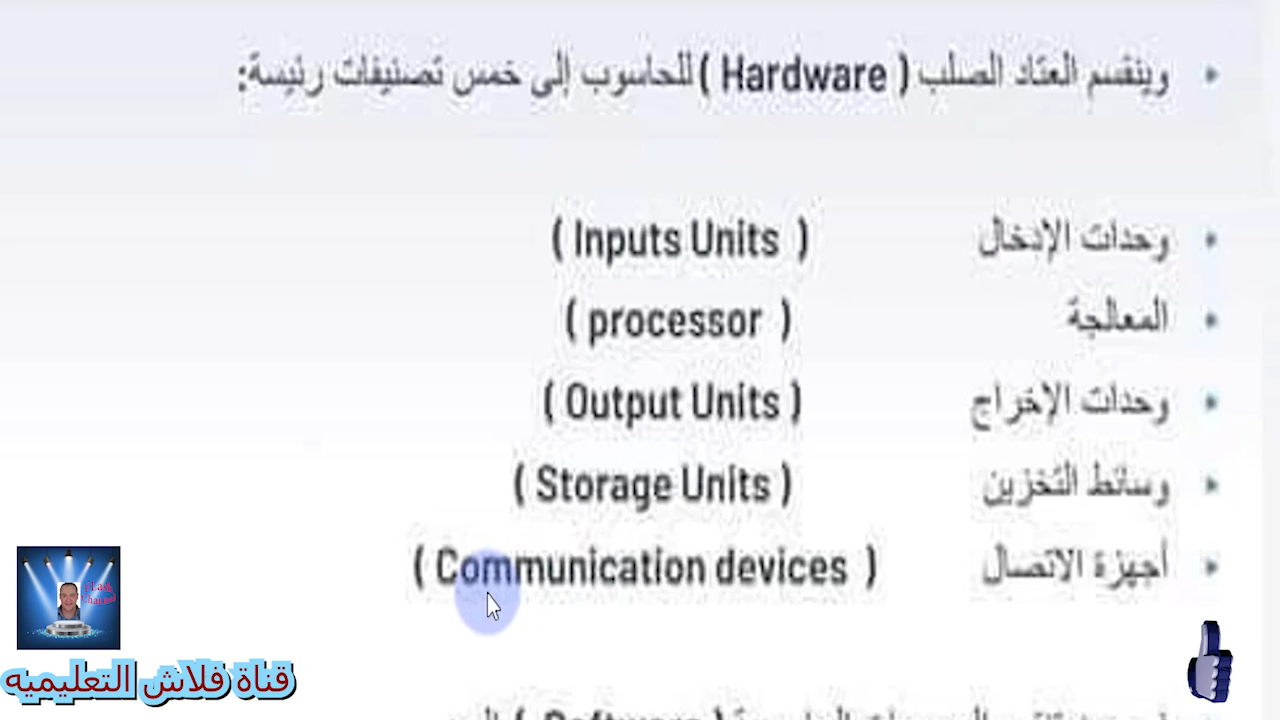 وينقسم العتاد الصلب ( Hardware ) للحاسوب إلى خمس تصنيفات رئيسة:
وحدات الإدخال ( Inputs Units )
المعالجة ( processor )
وحدات الإخراج ( Output Units )
وسائط التخزين ( Storage Units )
أجهزة الاتصال ( Communication devices )
قناة فلاش التعليميه
( Software )